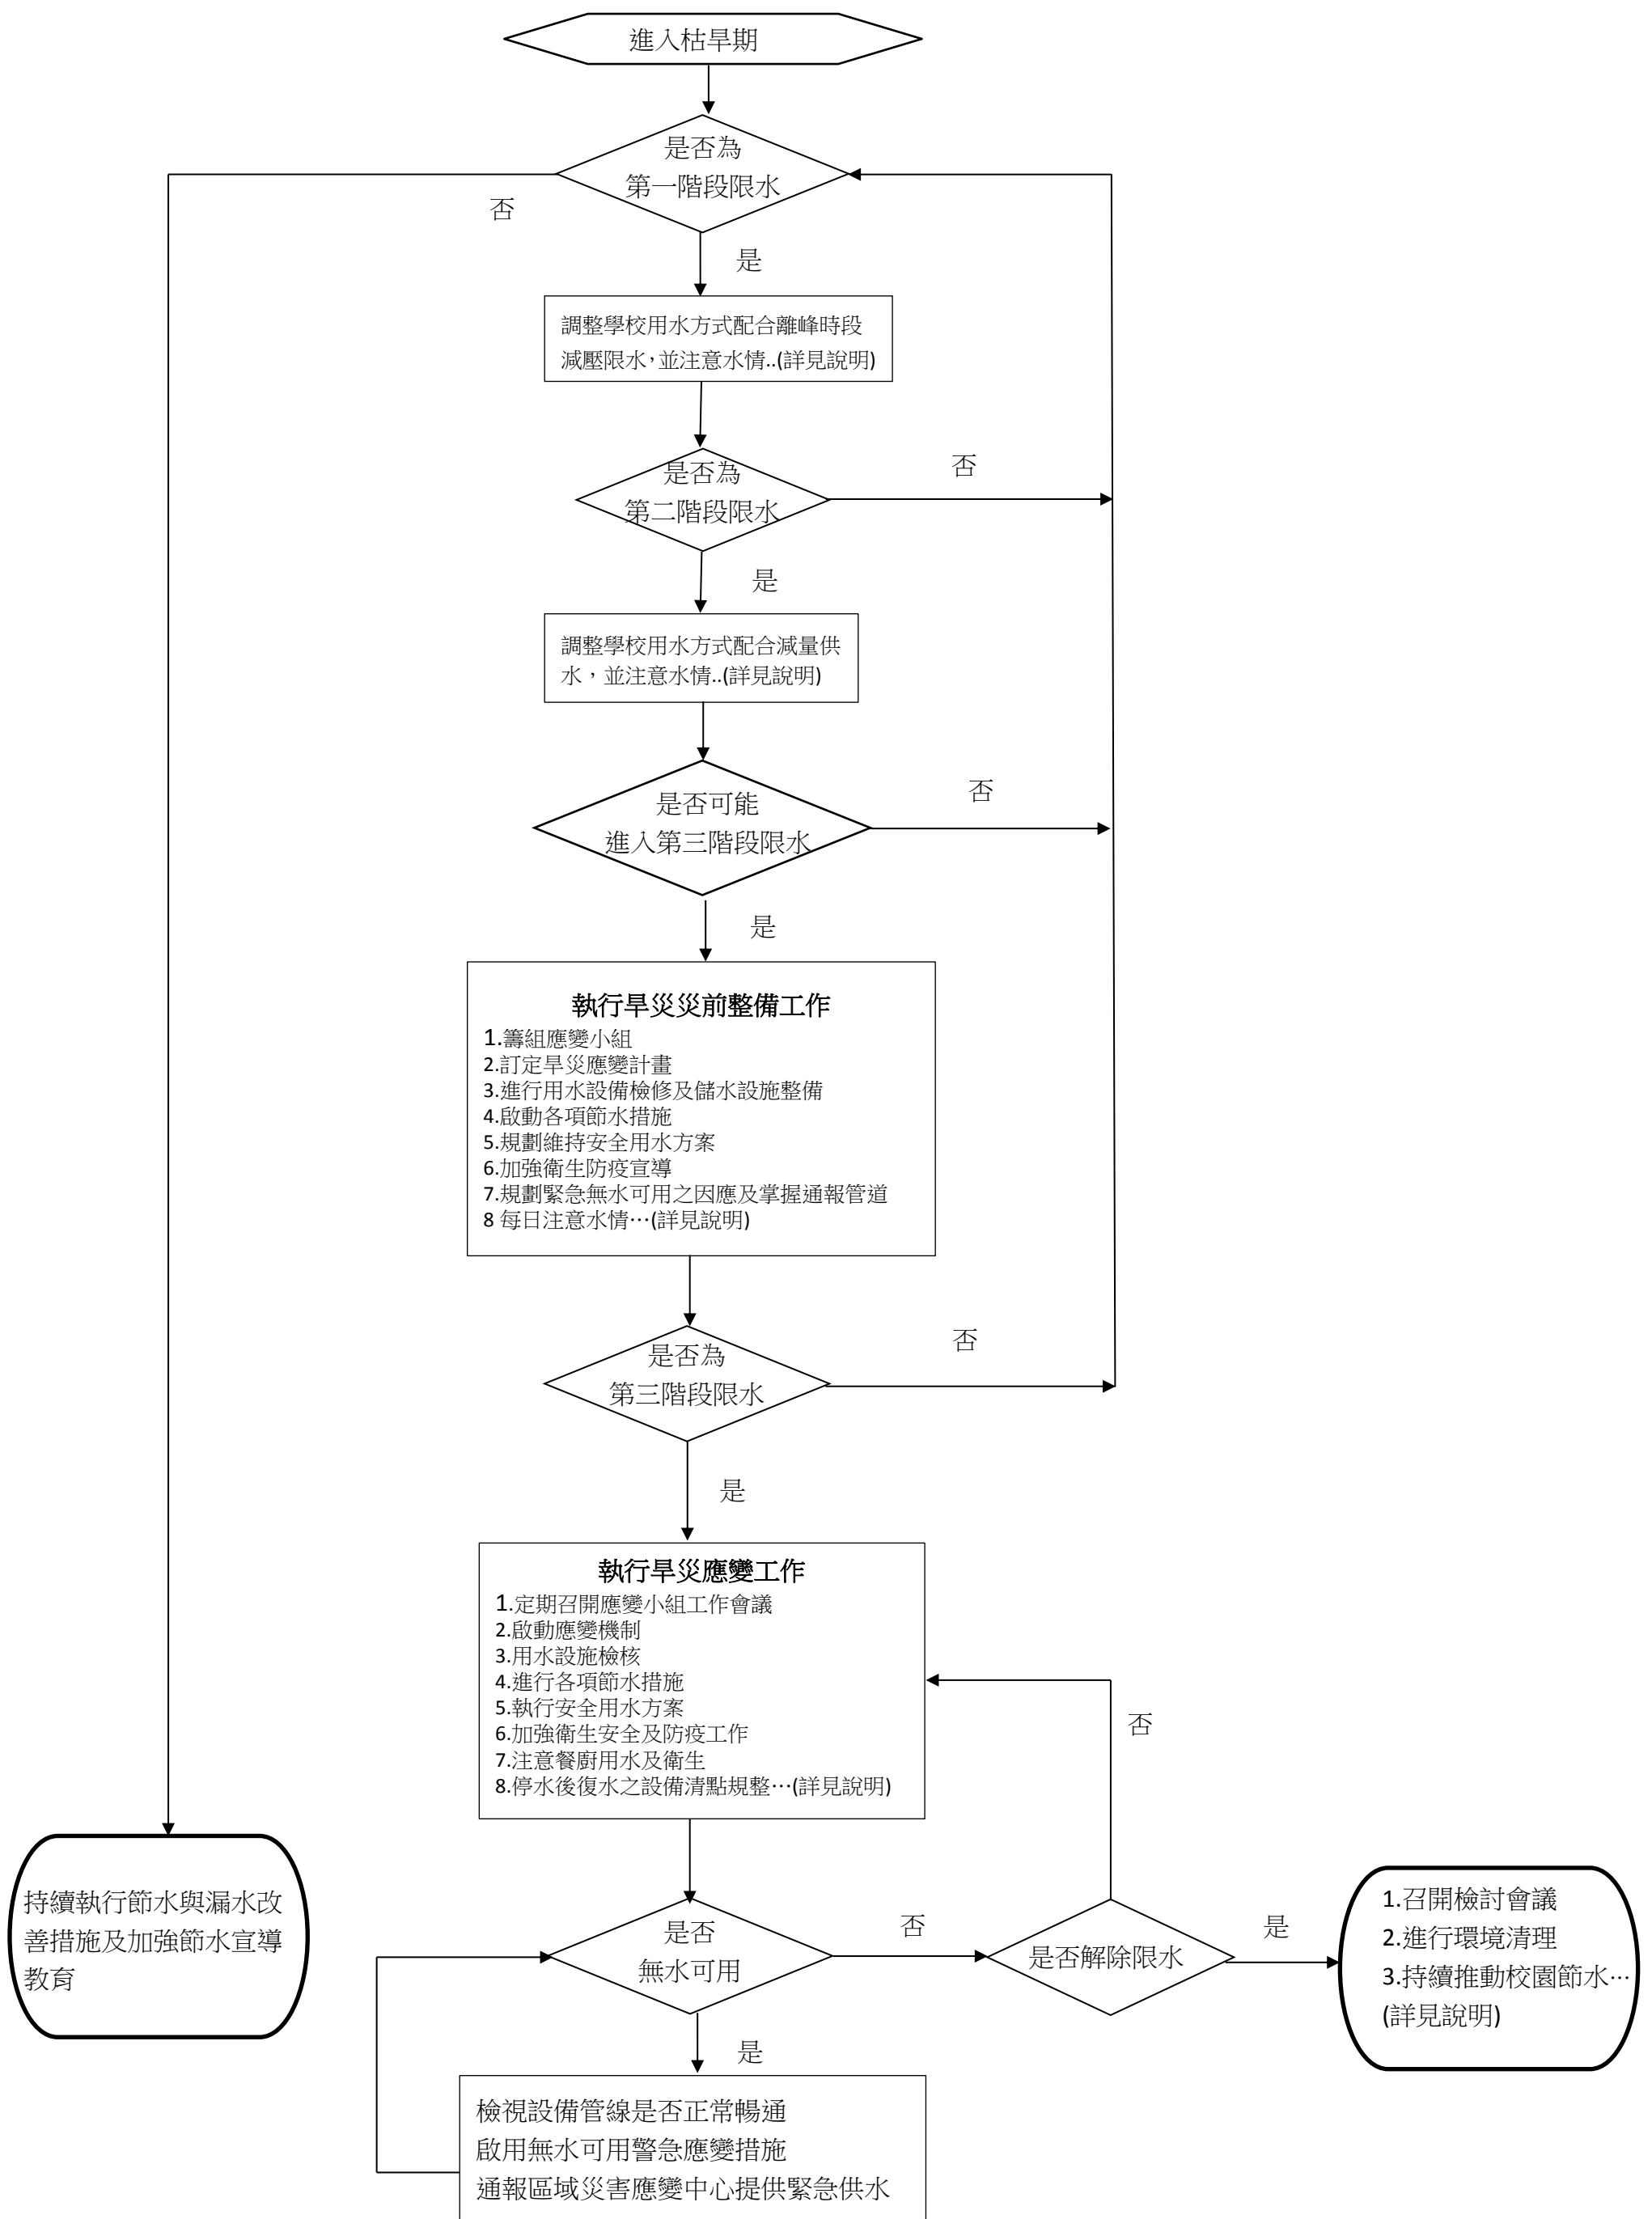 進入枯旱期
是否為
第一階段限水
否
是
調整學校用水方式配合離峰時段
減壓限水，並注意水情..(詳見說明)
是否為
第二階段限水
否
是
調整學校用水方式配合減量供
水，並注意水情..(詳見說明)
是否可能
進入第三階段限水
否
是
執行旱災災前整備工作
1.籌組應變小組
2.訂定旱災應變計畫
3.進行用水設備檢修及儲水設施整備
4.啟動各項節水措施
5.規劃維持安全用水方案
6.加強衛生防疫宣導
7.規劃緊急無水可用之因應及掌握通報管道
8 每日注意水情…(詳見說明)
是否為
第三階段限水
否
是
執行旱災應變工作
1.定期召開應變小組工作會議
2.啟動應變機制
3.用水設施檢核
4.進行各項節水措施
5.執行安全用水方案
6.加強衛生安全及防疫工作
7.注意餐廚用水及衛生
8.停水後復水之設備清點規整…(詳見說明)
否
持續執行節水與漏水改
善措施及加強節水宣導
教育
是否
無水可用
否
是否解除限水
是
1.召開檢討會議
2.進行環境清理
3.持續推動校園節水…
(詳見說明)
是
檢視設備管線是否正常暢通
啟用無水可用警急應變措施
通報區域災害應變中心提供緊急供水